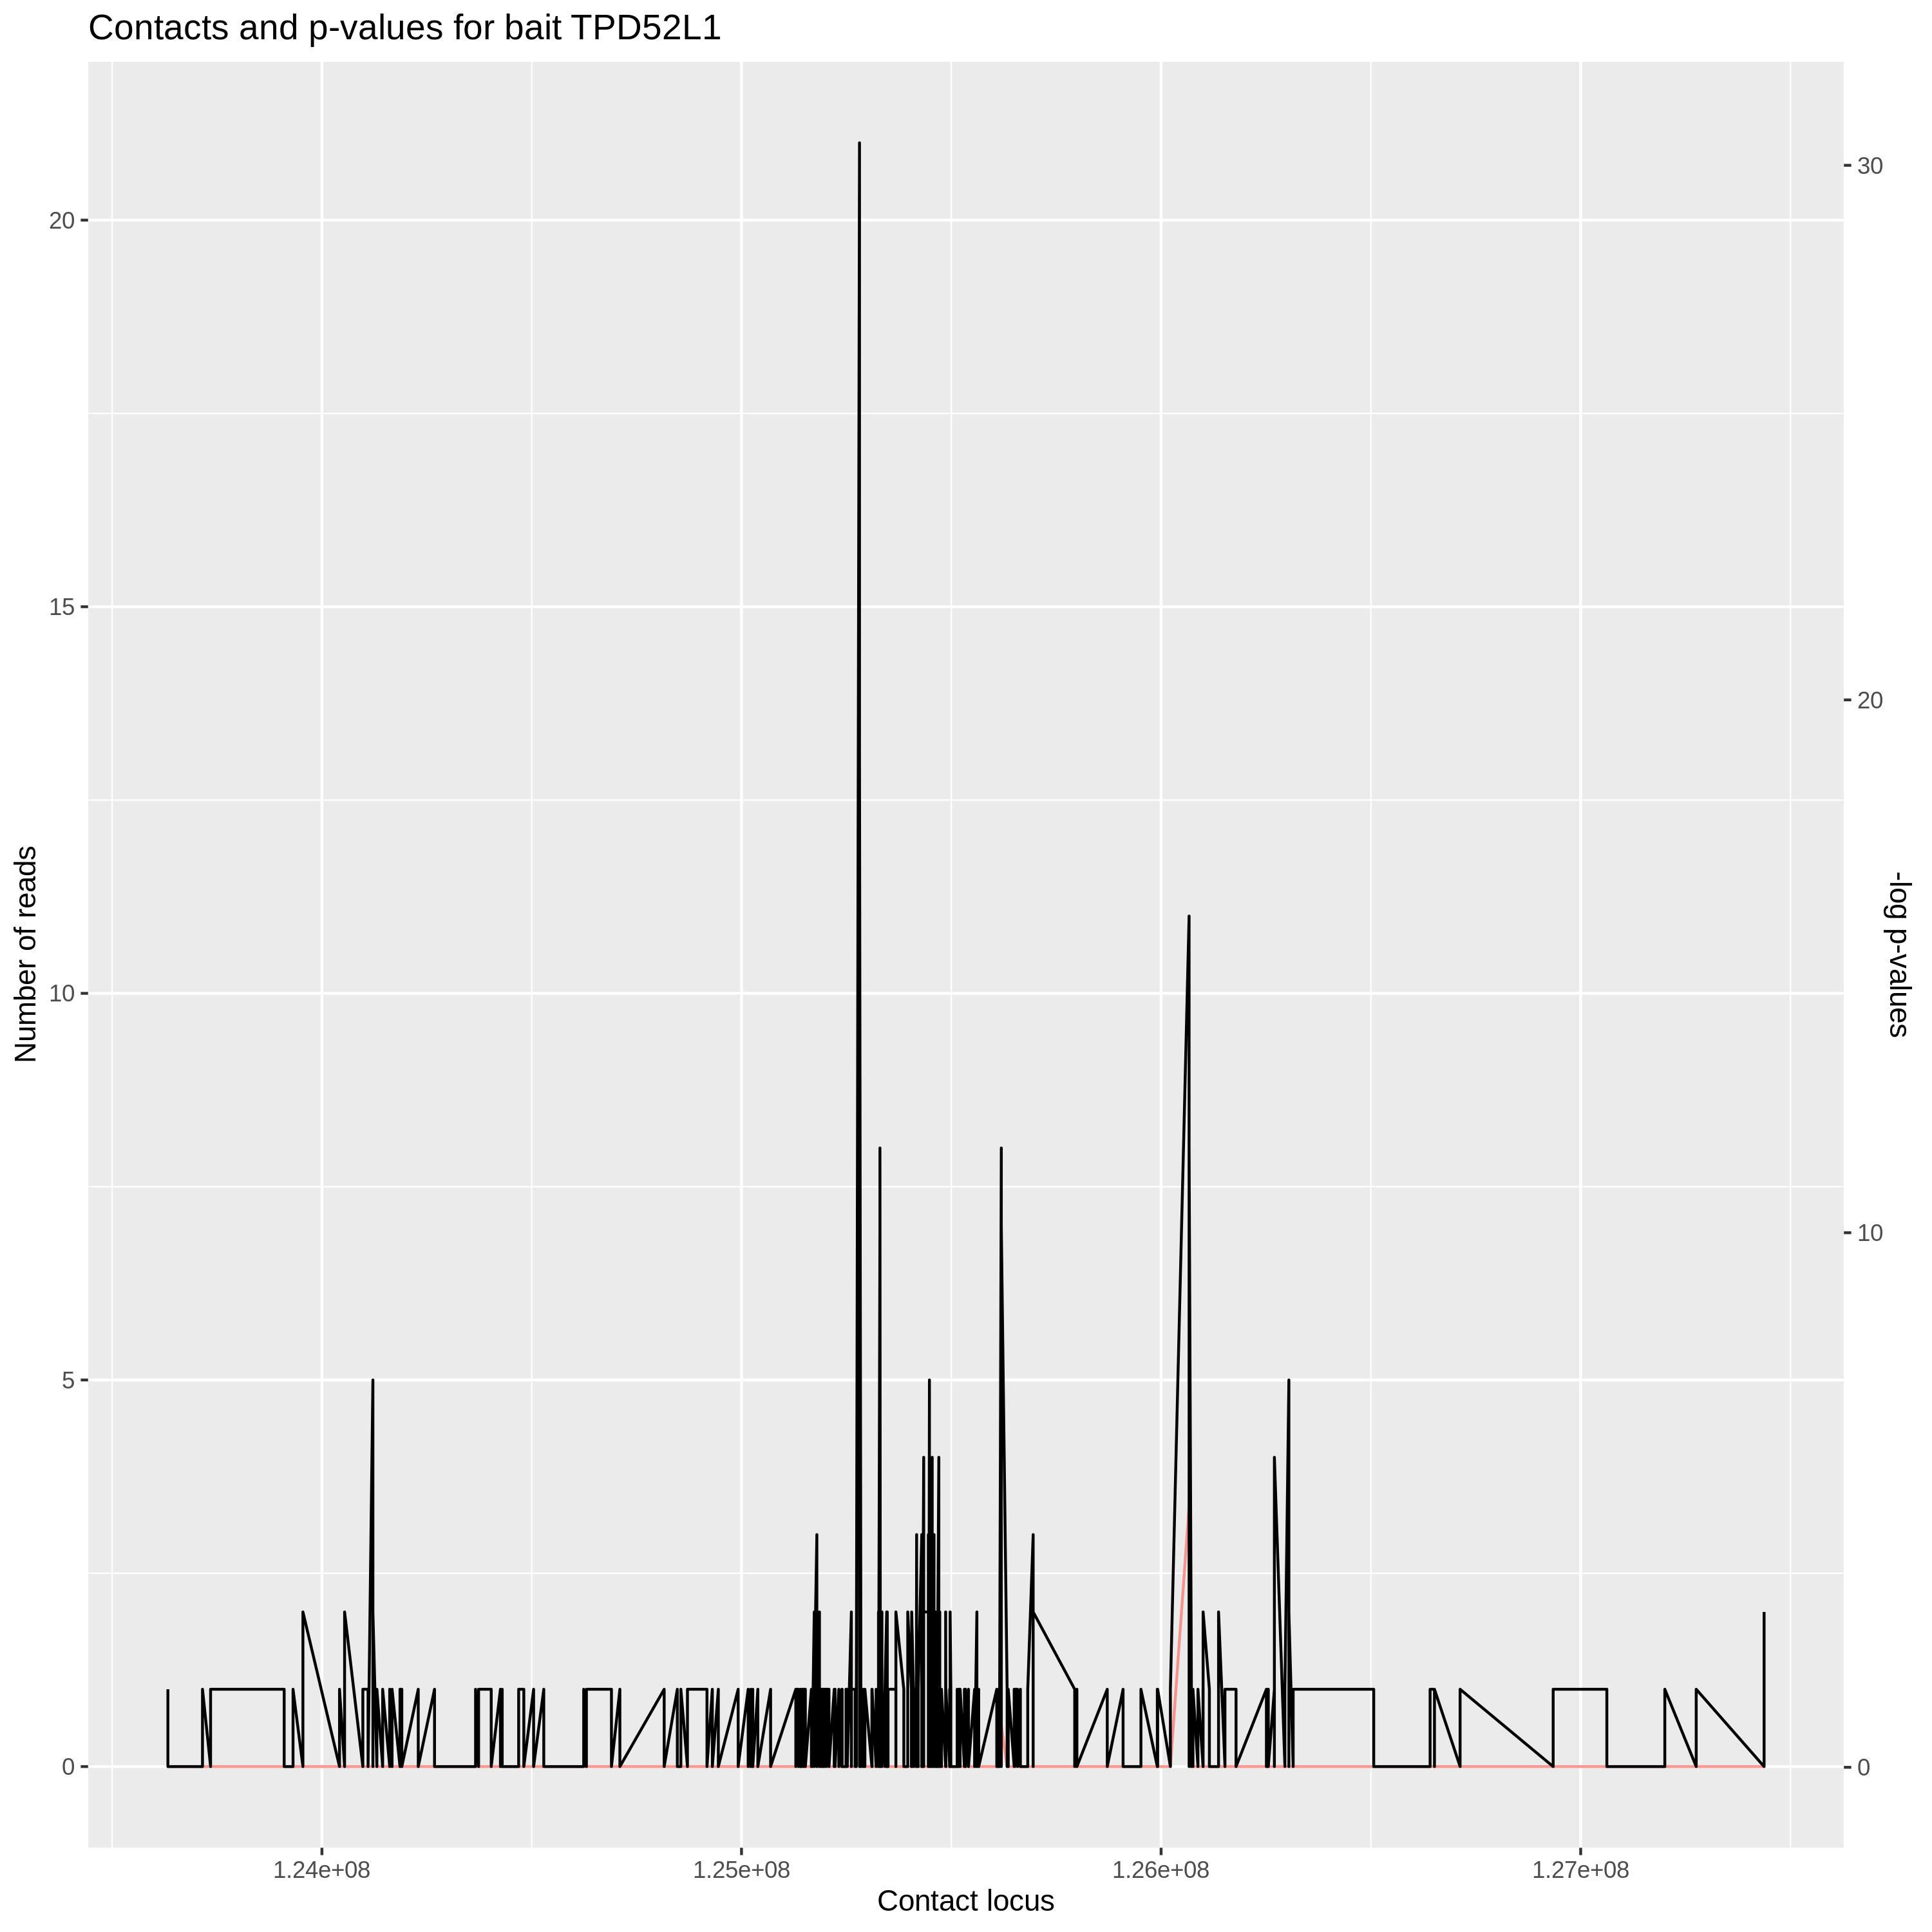 Contacts and p-values for bait TPD52L1
Number of reads
20
15
10
5
0
30
20
10
0
-log p-values
1.24e+08 1.25e+08 1.26e+08 1.27e+08
Contact locus